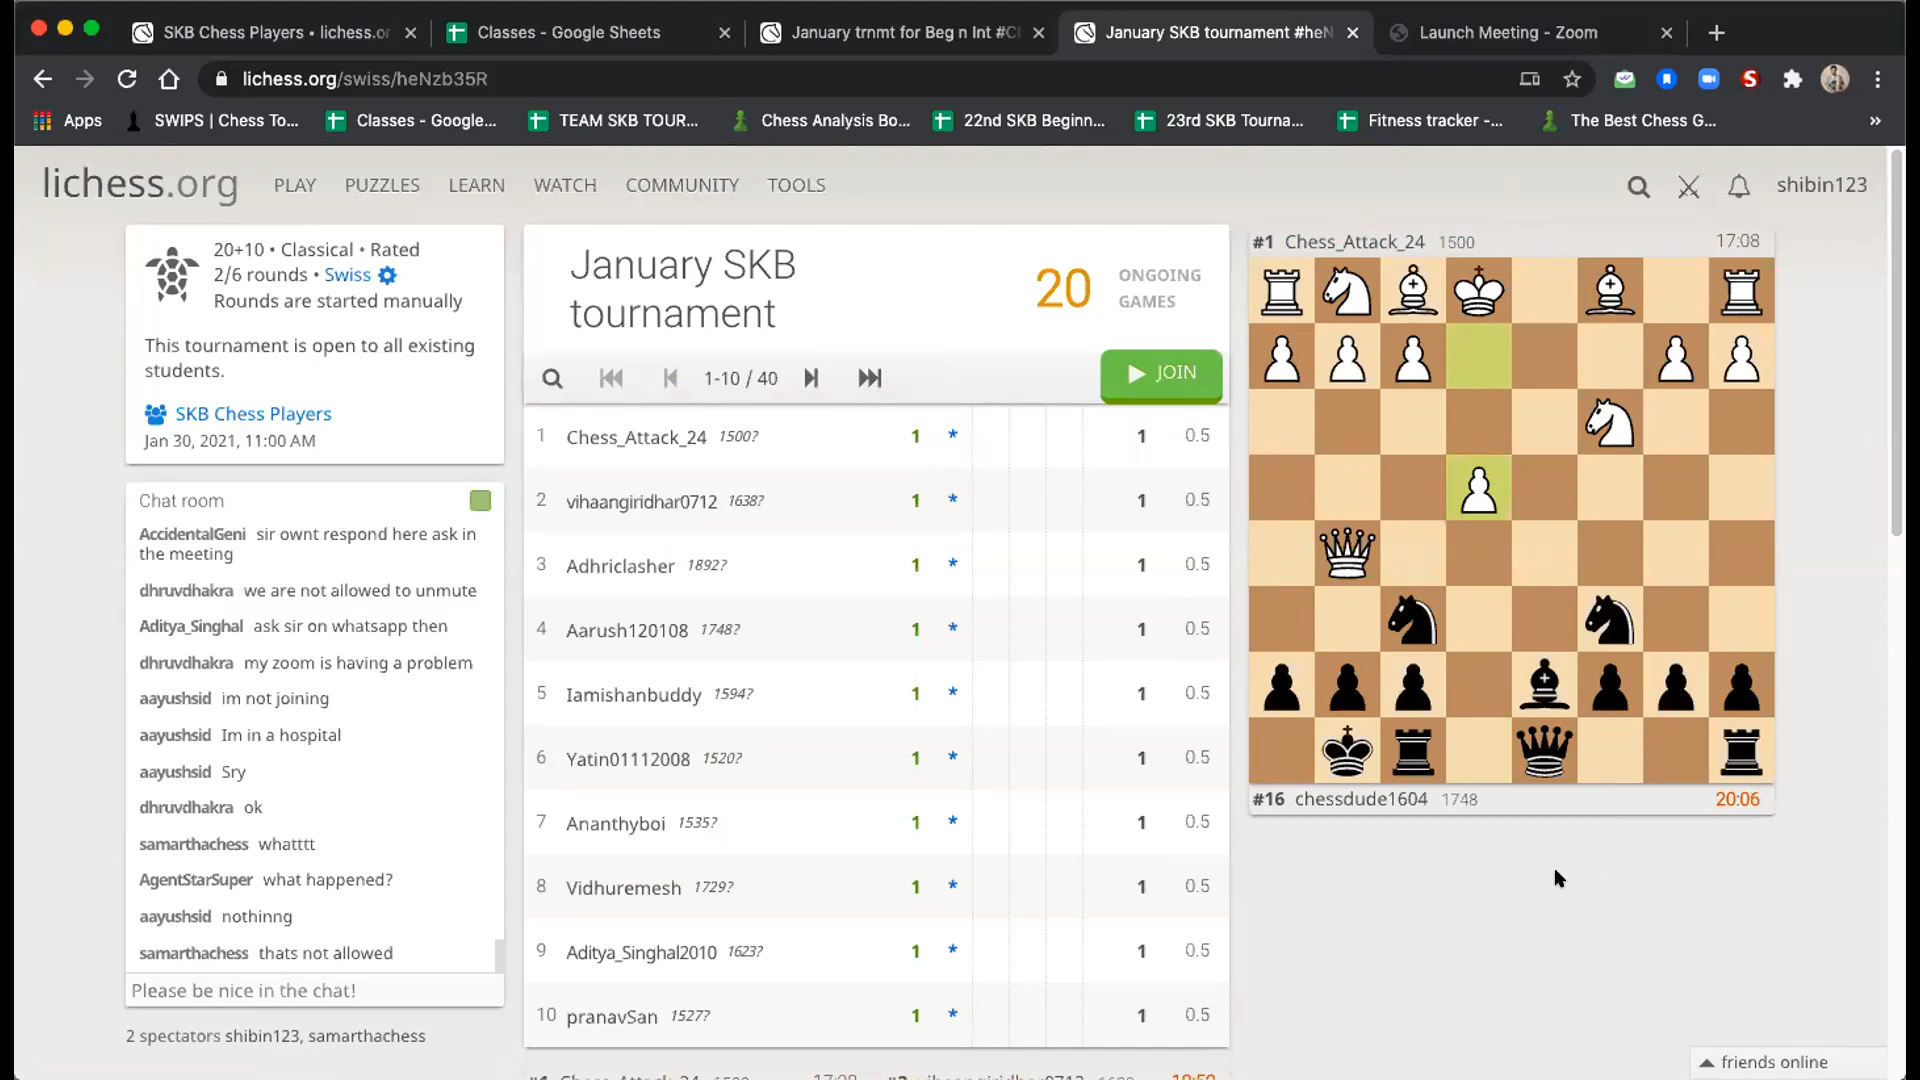 SKB Chess Players • lichess.or
Classes - Google Sheets
January trnmt for Beg n Int #Cl
January SKB tournament #heN
Launch Meeting - Zoom
lichess.org/swiss/heNzb35R
Apps
SWIPS | Chess To...
Classes - Google...
TEAM SKB TOUR...
Chess Analysis Bo...
22nd SKB Beginn...
23rd SKB Tourna...
Fitness tracker -...
The Best Chess G...
»
lichess.org
PLAY
PUZZLES
LEARN
WATCH
COMMUNITY
TOOLS
shibin123
20+10 • Classical • Rated
2/6 rounds • Swiss
Rounds are started manually
This tournament is open to all existing
students.
SKB Chess Players
Jan 30, 2021, 11:00 AM
Chat room
AccidentalGeni sir ownt respond here ask in
the meeting
dhruvdhakra we are not allowed to unmute
Aditya_Singhal ask sir on whatsapp then
dhruvdhakra my zoom is having a problem
aayushsid im not joining
aayushsid Im in a hospital
aayushsid Sry
dhruvdhakra ok
samarthachess whatttt
AgentStarSuper what happened?
aayushsid nothinng
samarthachess thats not allowed
Please be nice in the chat!
2 spectators shibin123, samarthachess
January SKB
tournament
20
ONGOING
GAMES
1-10 / 40
JOIN
1 Chess_Attack_24 1500? 1 * 1 0.5
2 vihaangiridhar0712 1638? 1 * 1 0.5
3 Adhriclasher 1892? 1 * 1 0.5
4 Aarush120108 1748? 1 * 1 0.5
5 Iamishanbuddy 1594? 1 * 1 0.5
6 Yatin01112008 1520? 1 * 1 0.5
7 Ananthyboi 1535? 1 * 1 0.5
8 Vidhuremesh 1729? 1 * 1 0.5
9 Aditya_Singhal2010 1623? 1 * 1 0.5
10 pranavSan 1527? 1 * 1 0.5
#1 Chess_Attack_24 1500 17:08
#16 chessdude1604 1748 20:06
friends online